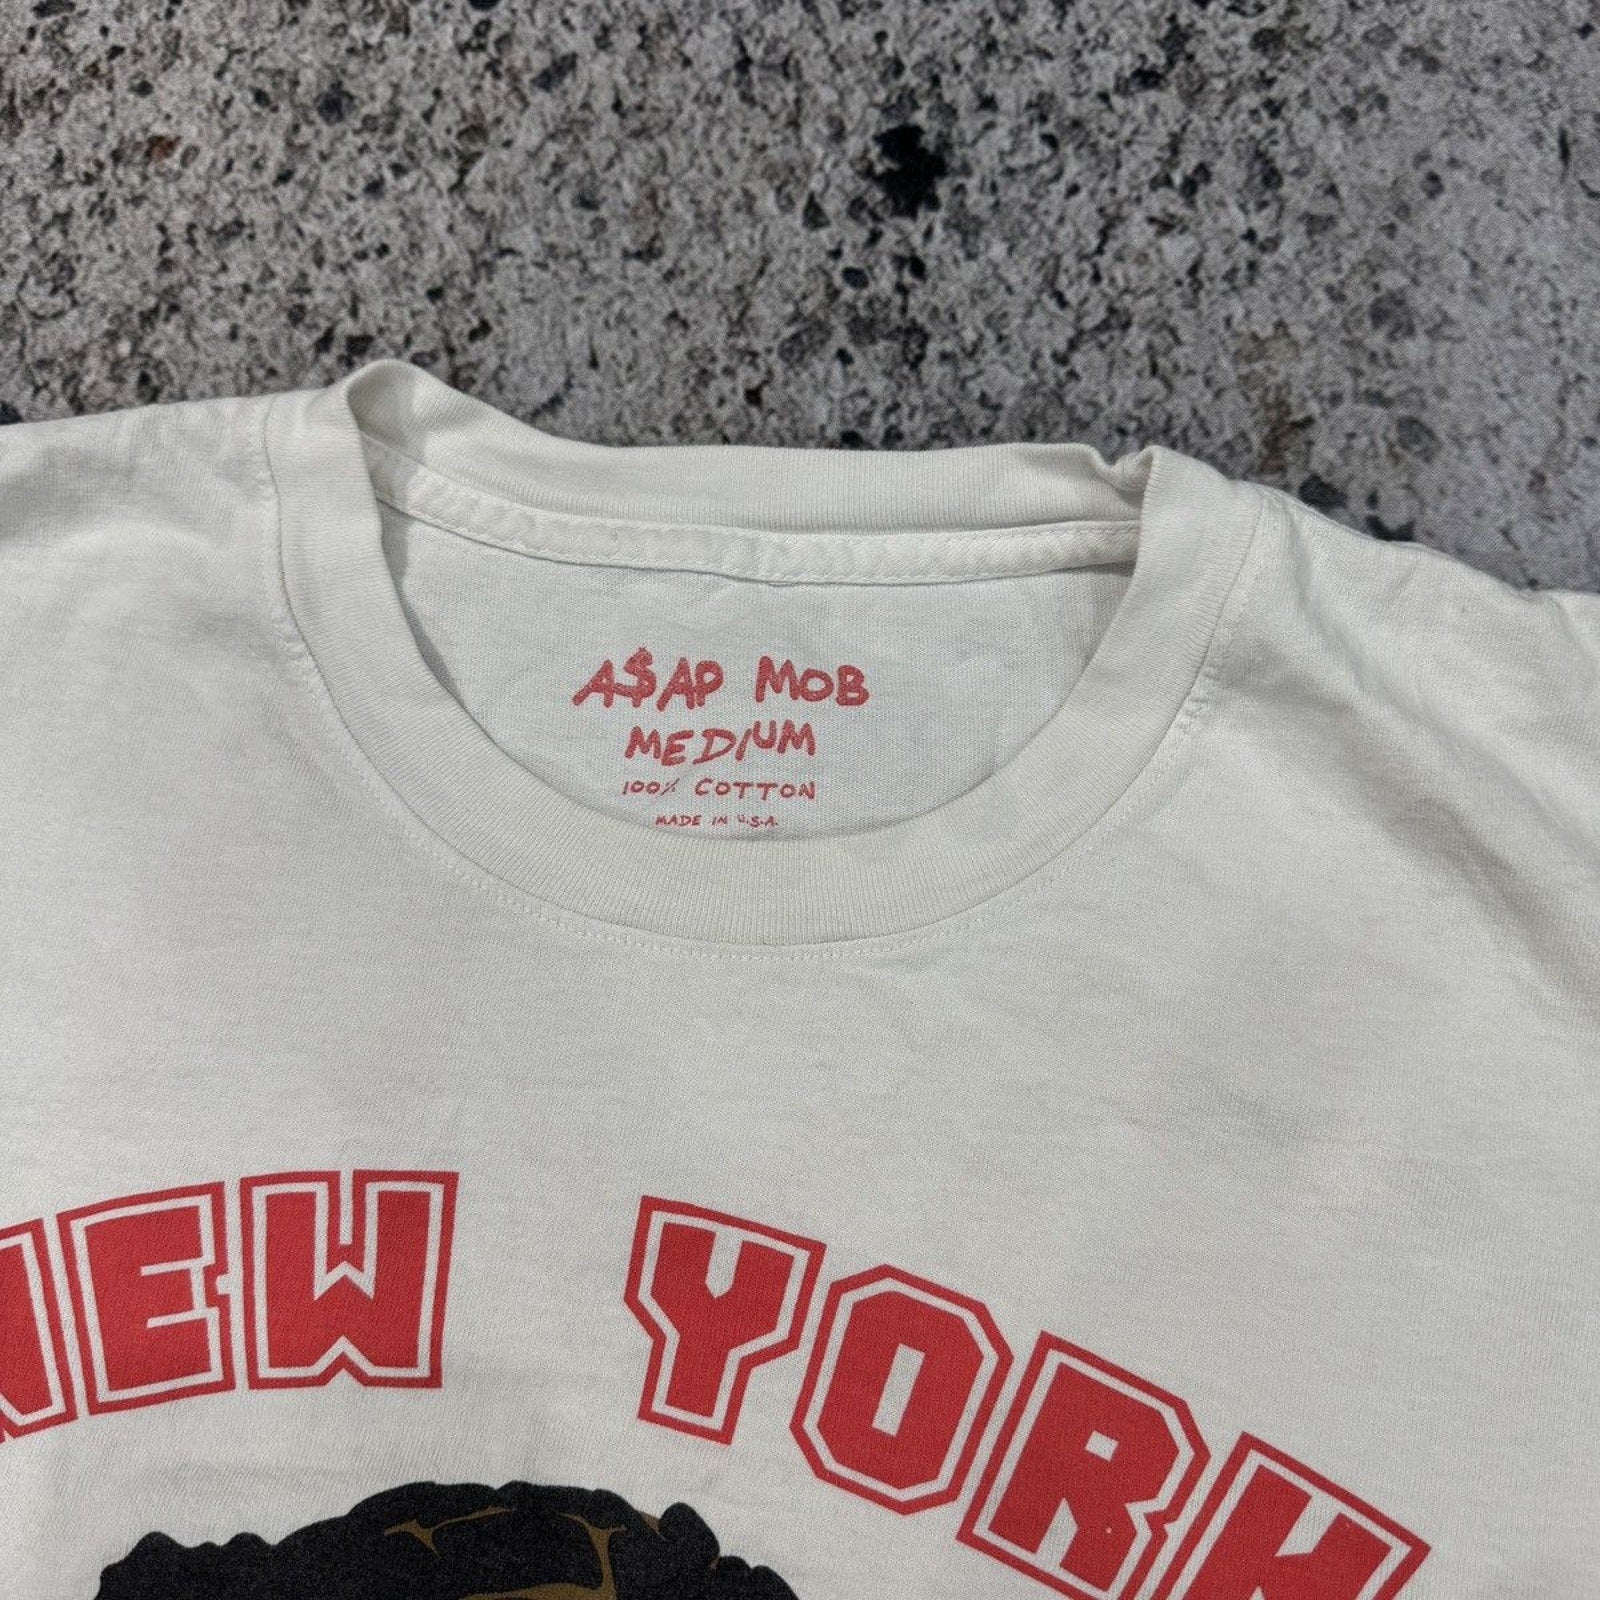 A$AP MOB
MEDIUM
100% COTTON
MADE IN U.S.A.
NEW YORK